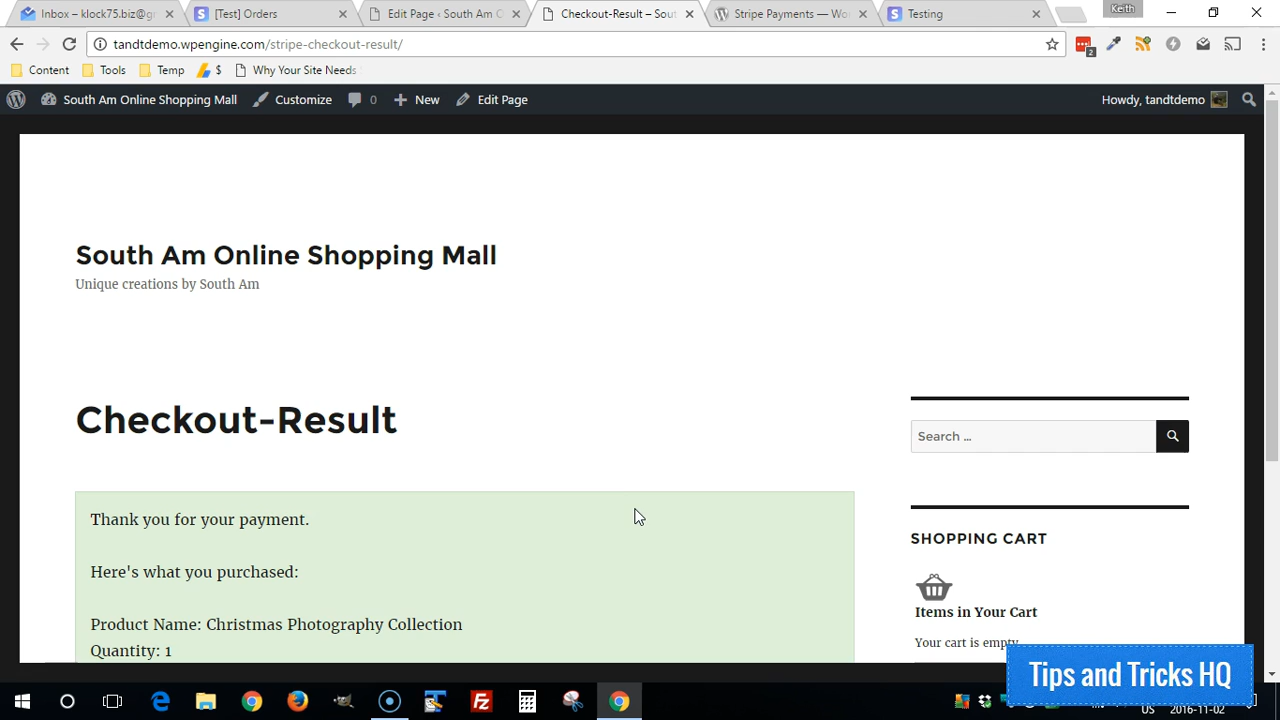 Inbox – klock75.biz@gr
[Test] Orders
Edit Page ‹ South Am O
Checkout-Result – Sout
Stripe Payments — Wor
Testing
Keith
tandtdemo.wpengine.com/stripe-checkout-result/
2
Content
Tools
Temp
$
Why Your Site Needs
South Am Online Shopping Mall
Customize
0
New
Edit Page
Howdy, tandtdemo
South Am Online Shopping Mall
Unique creations by South Am
Checkout-Result
Search …
Thank you for your payment.
Here's what you purchased:
Product Name: Christmas Photography Collection
Quantity: 1
SHOPPING CART
Items in Your Cart
Your cart is empty
Tips and Tricks HQ
US
2016-11-02